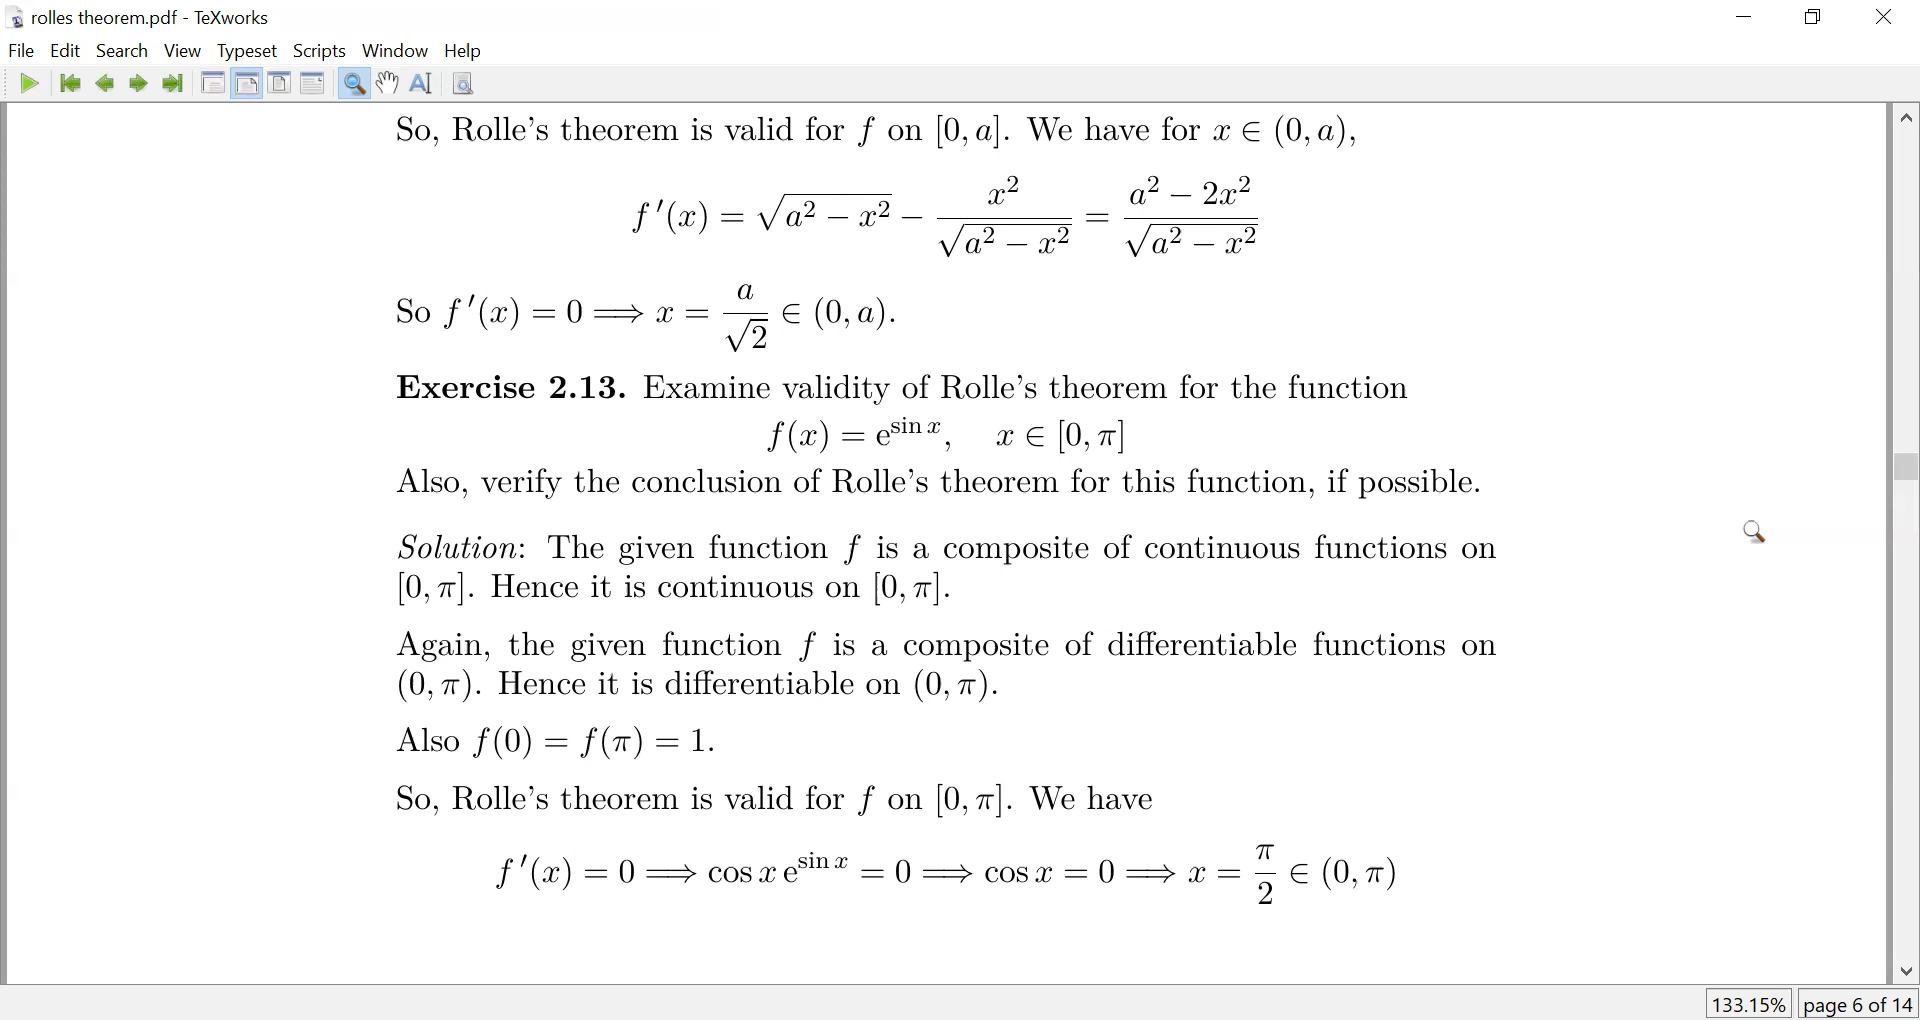 rolles theorem.pdf - TeXworks
File Edit Search View Typeset Scripts Window Help
So, Rolle's theorem is valid for f on [0, a]. We have for x ∈ (0, a),
f ′(x) = √(a² − x²) − x²/√(a² − x²) = (a² − 2x²)/√(a² − x²)
So f ′(x) = 0 ⟹ x = a/√2 ∈ (0, a).
Exercise 2.13. Examine validity of Rolle's theorem for the function
f(x) = e^{sin x}, x ∈ [0, π]
Also, verify the conclusion of Rolle's theorem for this function, if possible.
Solution: The given function f is a composite of continuous functions on
[0, π]. Hence it is continuous on [0, π].
Again, the given function f is a composite of differentiable functions on
(0, π). Hence it is differentiable on (0, π).
Also f(0) = f(π) = 1.
So, Rolle's theorem is valid for f on [0, π]. We have
f ′(x) = 0 ⟹ cos x e^{sin x} = 0 ⟹ cos x = 0 ⟹ x = π/2 ∈ (0, π)
133.15% page 6 of 14